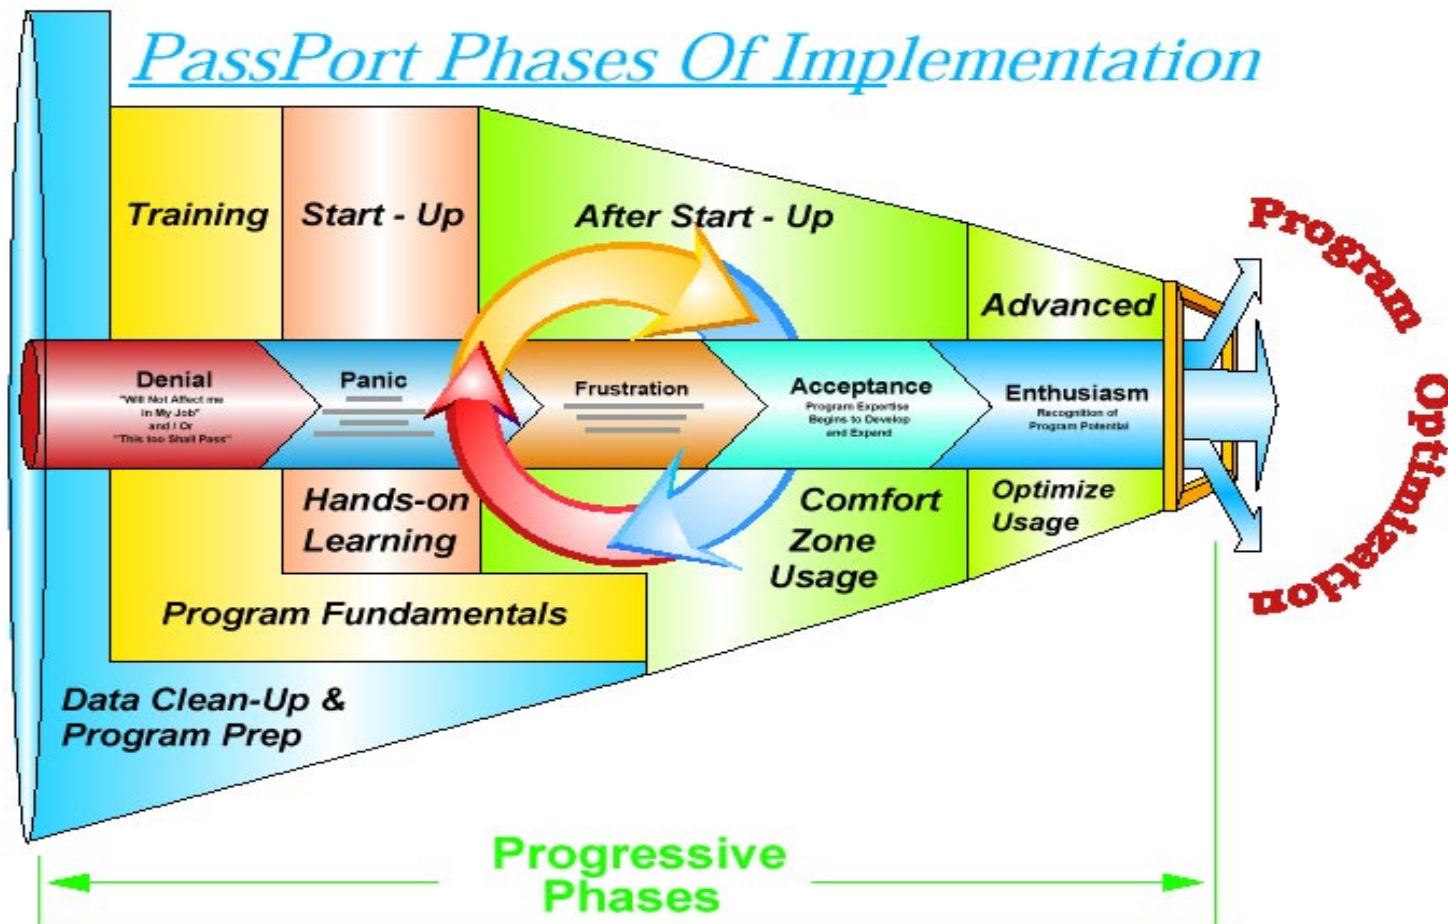 PassPort Phases Of Implementation
Training
Start - Up
After Start - Up
Advanced
Program
Optimization
Denial
"Will Not Affect me
in My Job"
and / Or
"This too Shall Pass"
Panic
Frustration
Acceptance
Program Expertise
Begins to Develop
and Expand
Enthusiasm
Recognition of
Program Potential
Hands-on
Learning
Comfort
Zone
Usage
Optimize
Usage
Program Fundamentals
Data Clean-Up &
Program Prep
Progressive
Phases